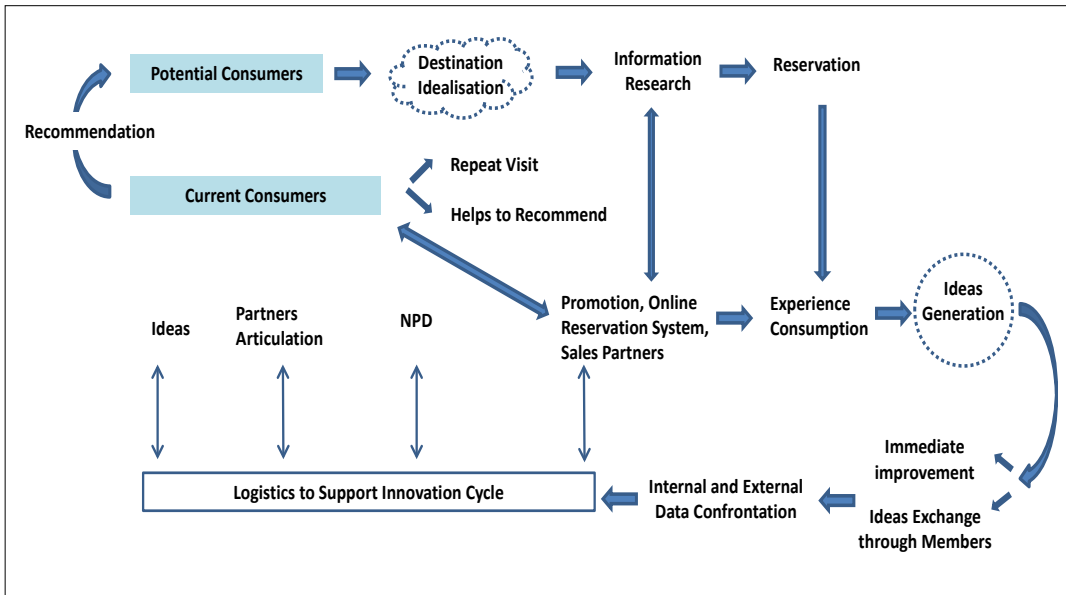 Potential Consumers
Destination
Idealisation
Information
Research
Reservation
Recommendation
Current Consumers
Repeat Visit
Helps to Recommend
Ideas
Partners
Articulation
NPD
Promotion, Online
Reservation System,
Sales Partners
Experience
Consumption
Ideas
Generation
Immediate
improvement
Ideas Exchange
through Members
Internal and External
Data Confrontation
Logistics to Support Innovation Cycle